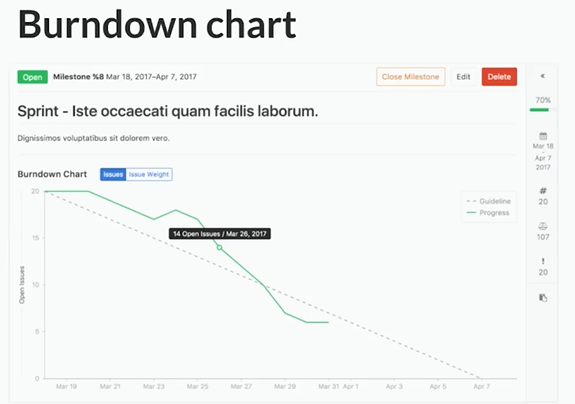 Burndown chart
Open Milestone %8 Mar 18, 2017–Apr 7, 2017 Close Milestone Edit Delete «
Sprint - Iste occaecati quam facilis laborum.
Dignissimos voluptatibus sit dolorem vero.
70%
Mar 18
-
Apr 7
2017
#
20
107
!
20
Burndown Chart Issues Issue Weight
Guideline
Progress
14 Open Issues / Mar 26, 2017
Open Issues
20
15
10
5
0
Mar 19 Mar 21 Mar 23 Mar 25 Mar 27 Mar 29 Mar 31 Apr 1 Apr 3 Apr 5 Apr 7